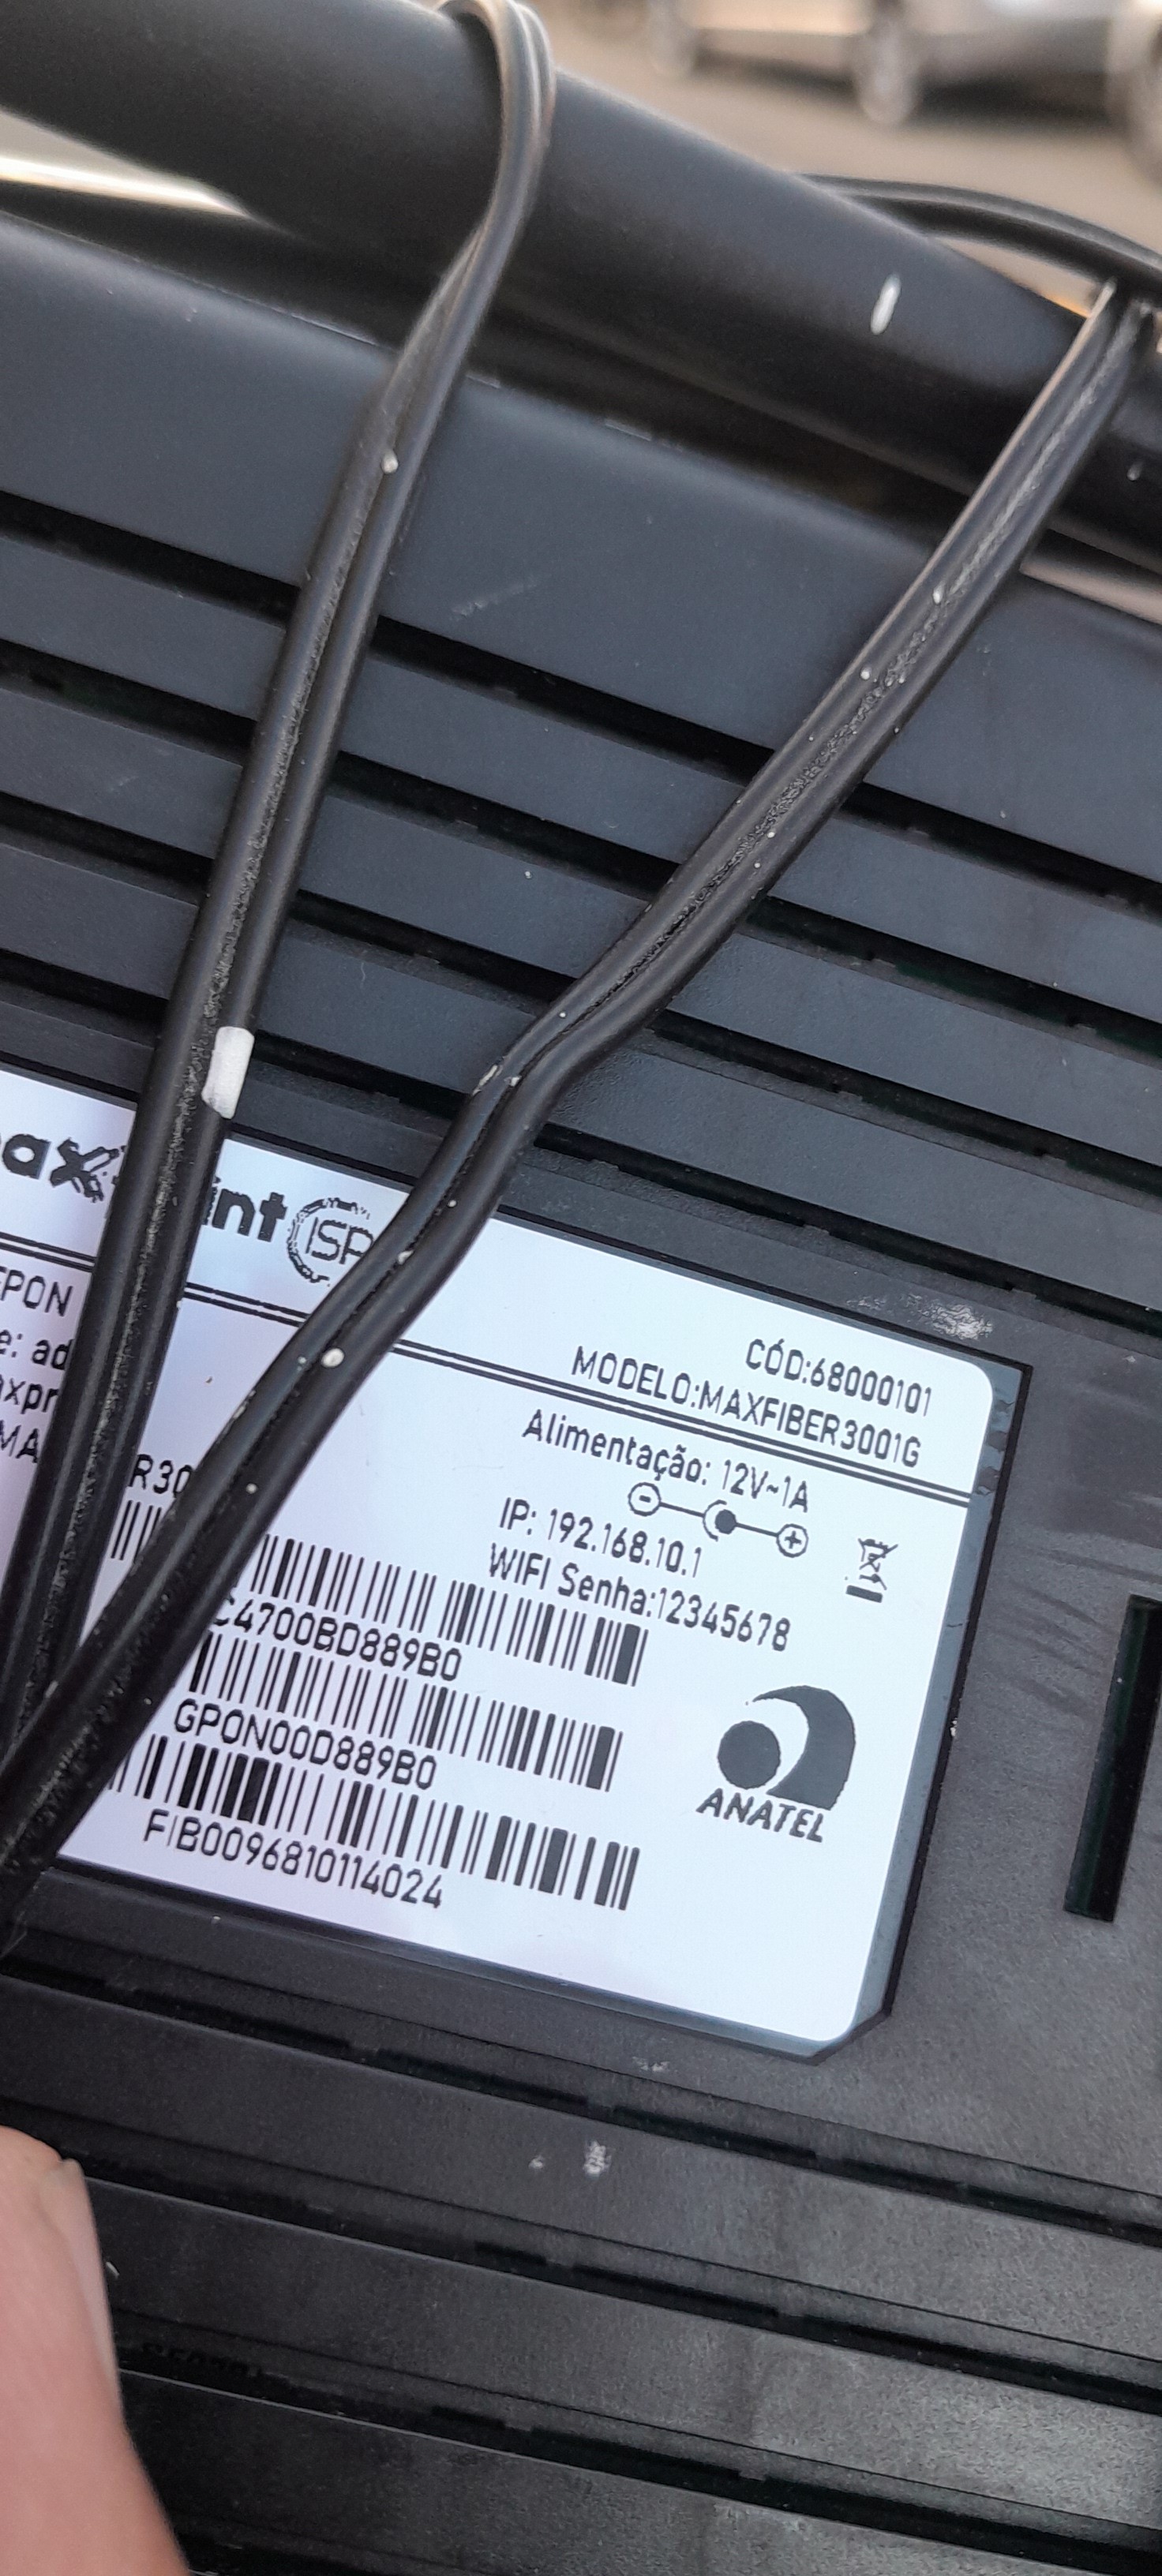 ISP
CÓD:68000101
MODELO:MAXFIBER3001G
Alimentação: 12V~1A
IP: 192.168.10.1
WIFI Senha:12345678
C4700BD889B0
GPON00D889B0
FIB0096810114024
ANATEL